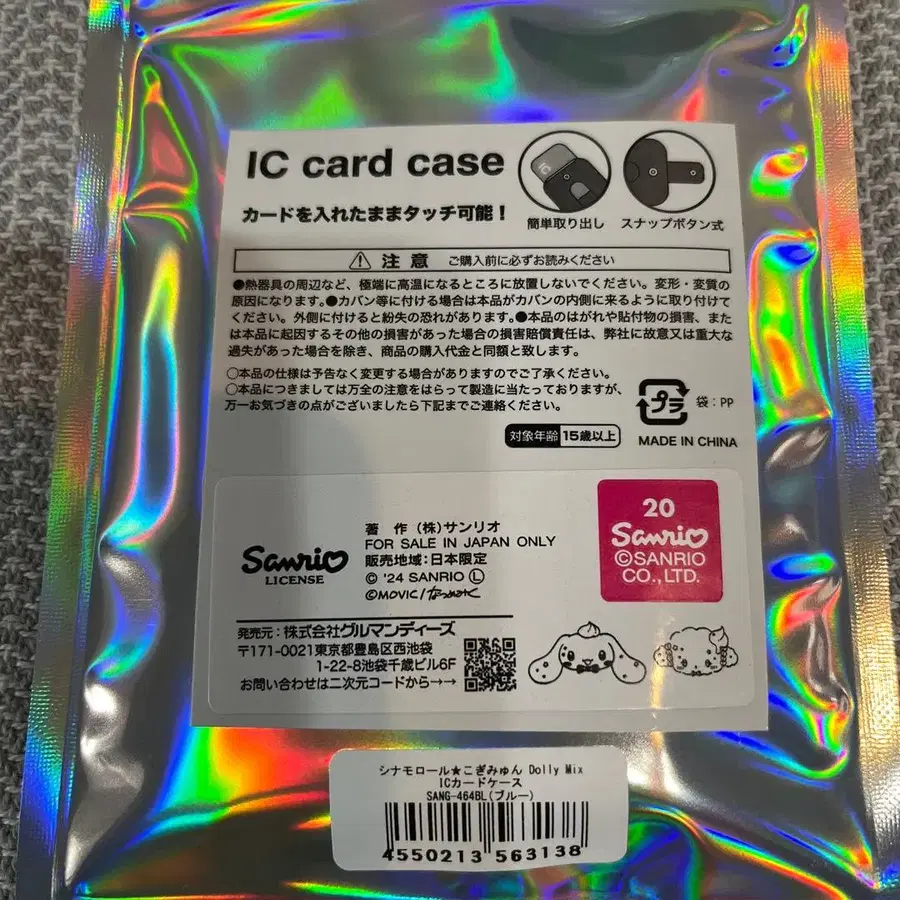 IC card case
カードを入れたままタッチ可能！
簡単取り出し
スナップボタン式
注意 ご購入前に必ずお読みください
●熱器具の周辺など、極端に高温になるところに放置しないでください。変形・変質の
原因になります。●カバン等に付ける場合は本品がカバンの内側に来るように取り付けて
ください。外側に付けると紛失の恐れがあります。●本品のはがれや貼付物の損害、また
は本品に起因するその他の損害があった場合の損害賠償責任は、弊社に故意又は重大な
過失があった場合を除き、商品の購入代金と同額と致します。
○本品の仕様は予告なく変更する場合がありますのでご了承ください。
○本品につきましては万全の注意をはらって製造に当たっておりますが、
万一お気づきの点がございましたら下記までご連絡ください。
プラ
袋：PP
対象年齢 15歳以上
MADE IN CHINA
Sanrio
LICENSE
著 作 （株）サンリオ
FOR SALE IN JAPAN ONLY
販売地域：日本限定
© '24 SANRIO Ⓛ
©MOVIC/なつめみく
20
Sanrio
©SANRIO
CO., LTD.
発売元：株式会社グルマンディーズ
〒171-0021東京都豊島区西池袋
1-22-8池袋千歳ビル6F
お問い合わせは二次元コードから→→
シナモロール★こぎみゅん Dolly Mix
ICカードケース
SANG-464BL(ブルー)
4550213 563138